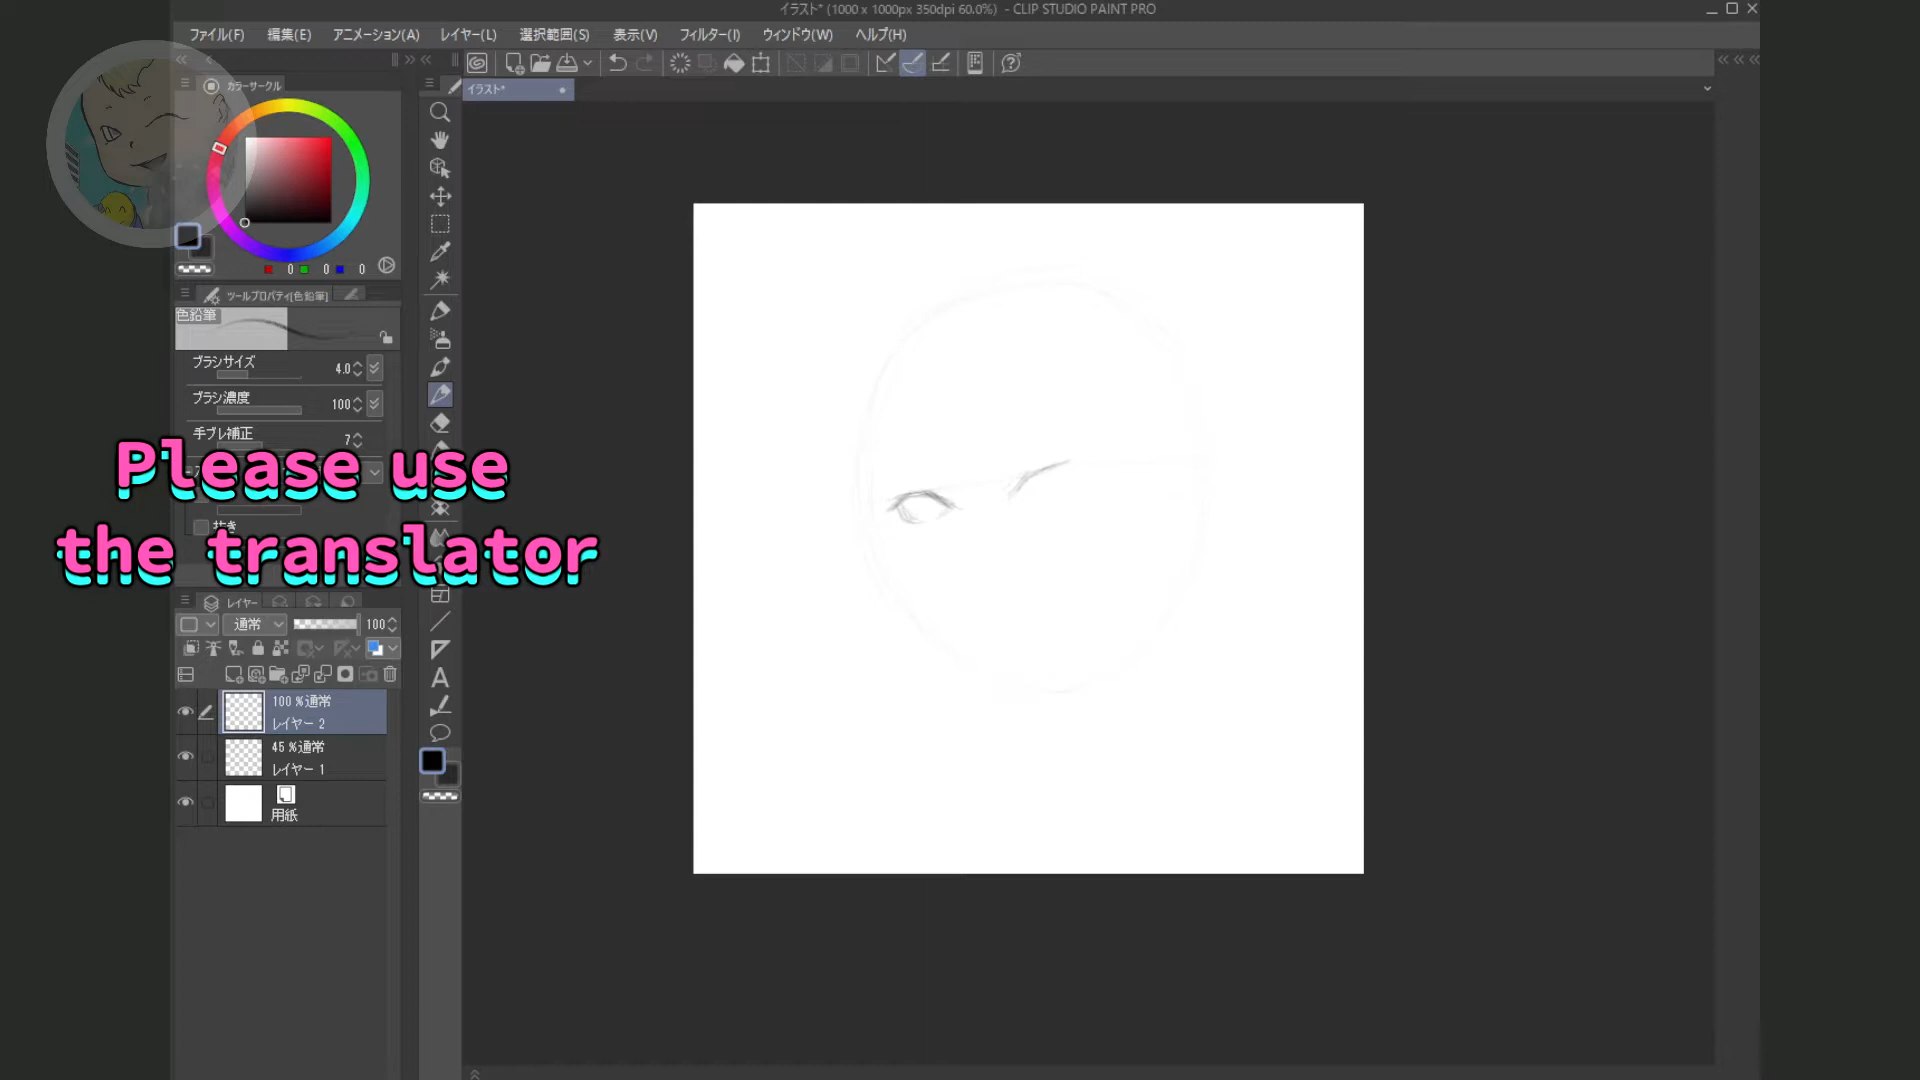 イラスト* (1000 x 1000px 350dpi 60.0%) - CLIP STUDIO PAINT PRO
ファイル(F) 編集(E) アニメーション(A) レイヤー(L) 選択範囲(S) 表示(V) フィルター(I) ウィンドウ(W) ヘルプ(H)
カラーサークル
イラスト*
0 0 0
ツールプロパティ[色鉛筆]
色鉛筆
ブラシサイズ 4.0
ブラシ濃度 100
手ブレ補正 7
Please use
抜き
the translator
レイヤー
通常 100
100 %通常
レイヤー 2
45 %通常
レイヤー 1
用紙